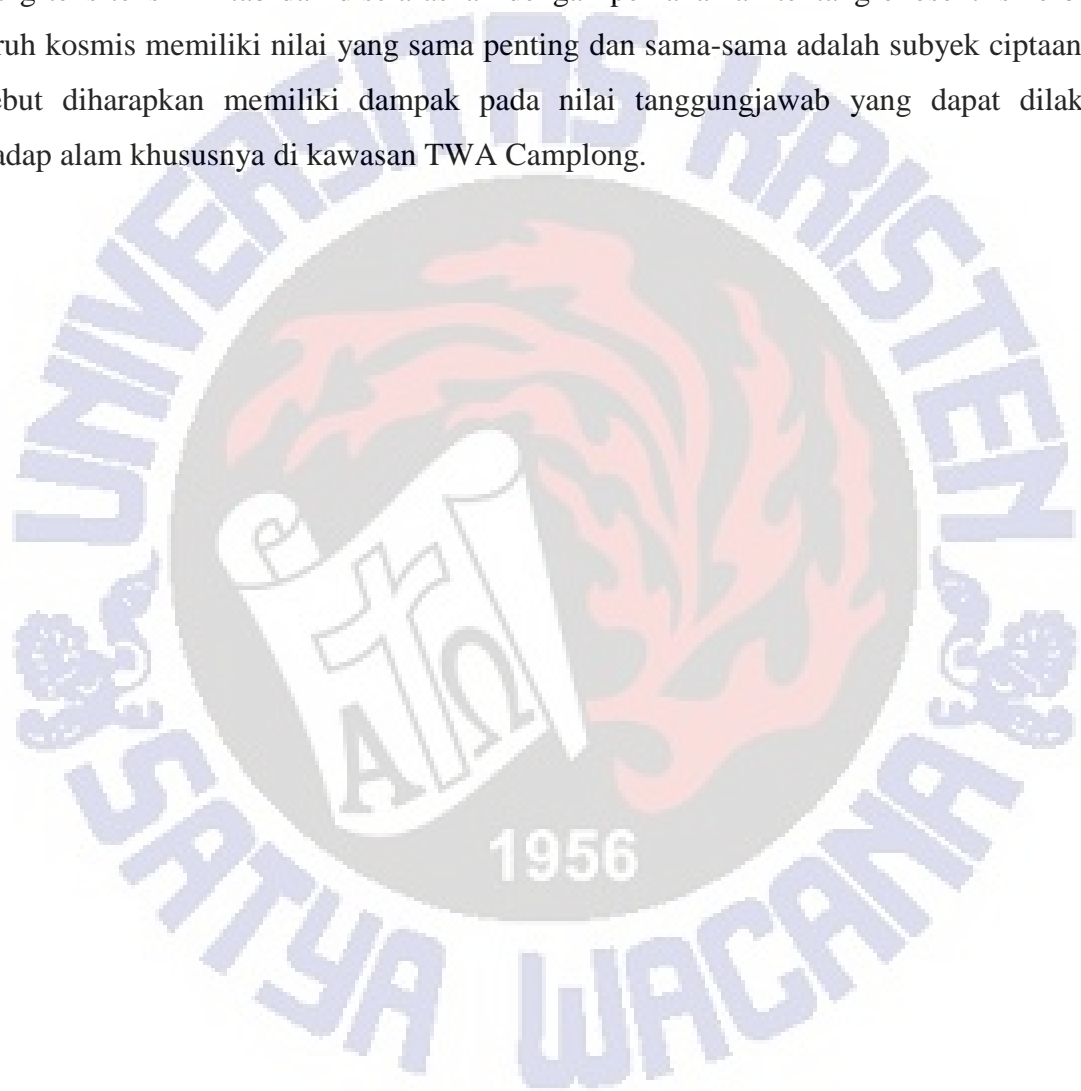 ruh kosmis memiliki nilai yang sama penting dan sama-sama adalah subyek ciptaan
ebut diharapkan memiliki dampak pada nilai tanggungjawab yang dapat dilak
adap alam khususnya di kawasan TWA Camplong.
UNIVERSITAS KRISTEN
Α Ω
1956
SATYA WACANA